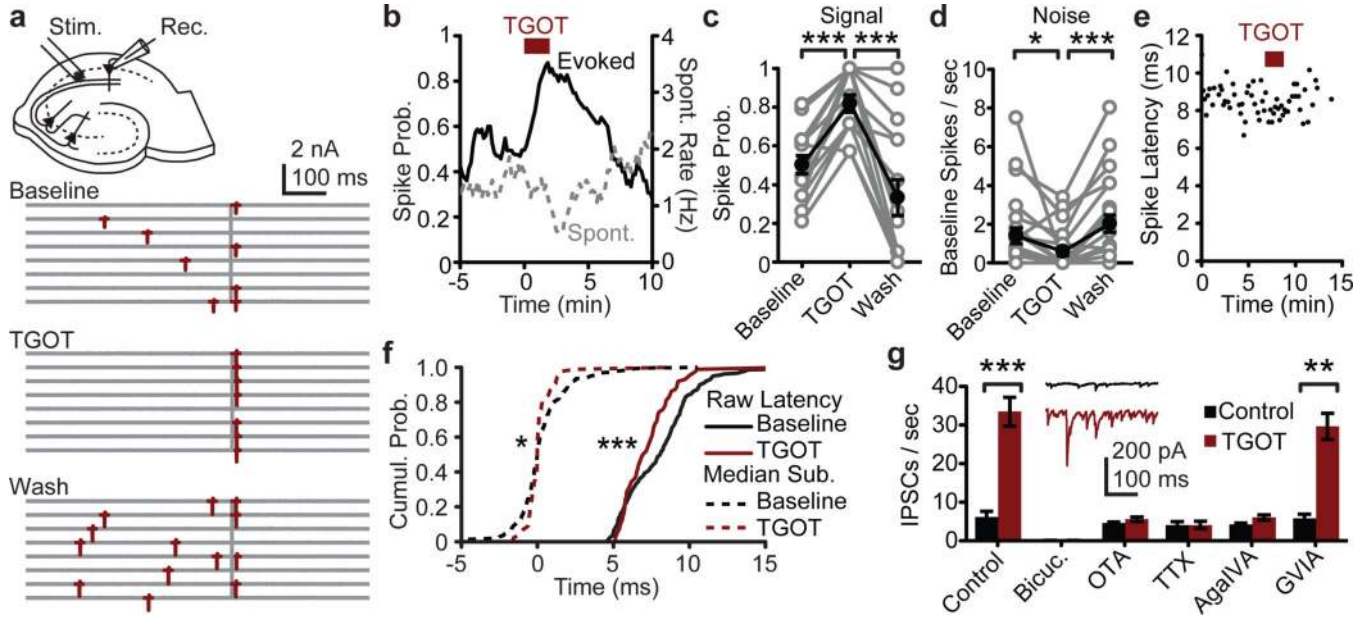 a
Stim.
Rec.
2 nA
100 ms
Baseline
TGOT
Wash
b
TGOT
Evoked
Spont.
Spike Prob.
1
0.8
0.6
0.4
0.2
0
Spont. Rate (Hz)
4
3
2
1
0
-5 0 5 10
Time (min)
c
Signal
*** ***
Spike Prob.
1
0.8
0.6
0.4
0.2
0
Baseline
TGOT
Wash
d
Noise
* ***
Baseline Spikes / sec
10
8
6
4
2
0
Baseline
TGOT
Wash
e
TGOT
Spike Latency (ms)
12
10
8
6
4
2
0
0 5 10 15
Time (min)
f
Cumul. Prob.
1.0
0.8
0.6
0.4
0.2
0
* ***
Raw Latency
Baseline
TGOT
Median Sub.
Baseline
TGOT
-5 0 5 10 15
Time (ms)
g
*** **
IPSCs / sec
40
30
20
10
0
200 pA
100 ms
Control
TGOT
Control
Bicuc.
OTA
TTX
AgaIVA
GVIA